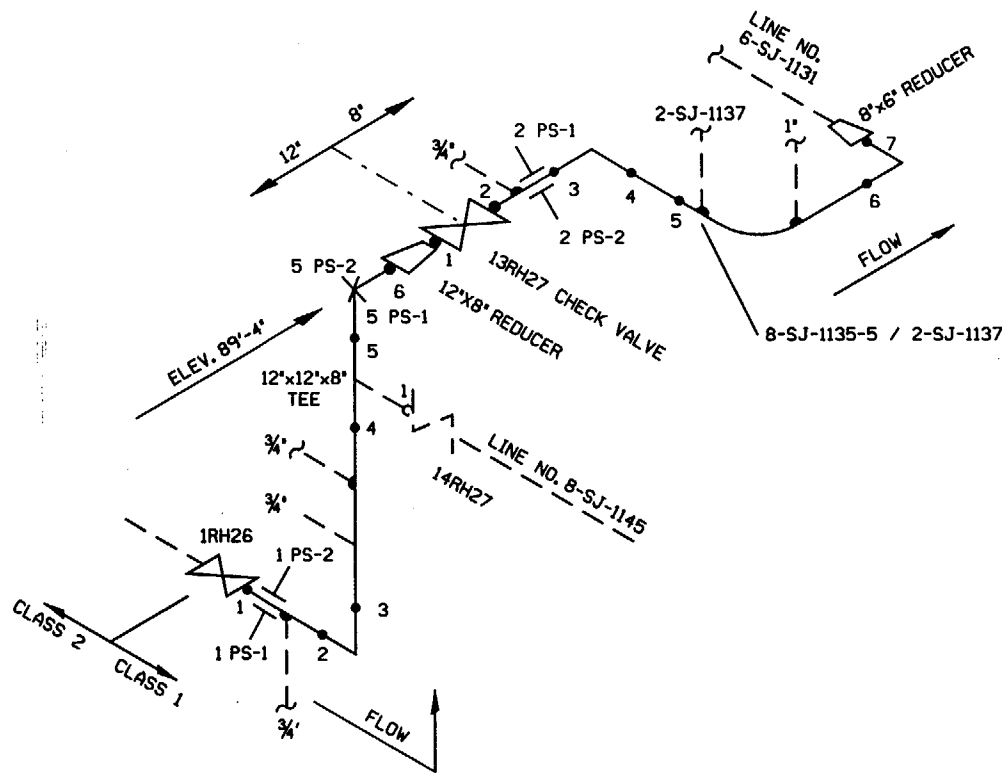 LINE NO.
6-SJ-1131
8"x6" REDUCER
2-SJ-1137
1"
7
8"
12"
2 PS-1
¾"
2
3
4
5
6
2 PS-2
FLOW
1
13RH27 CHECK VALVE
5 PS-2
6
12"X8" REDUCER
5 PS-1
8-SJ-1135-5 / 2-SJ-1137
ELEV. 89'-4"
5
12"x12"x8"
TEE
1
4
¾"
LINE NO. 8-SJ-1145
14RH27
¾"
1RH26
1 PS-2
3
1
CLASS 2
CLASS 1
1 PS-1
2
¾'
FLOW